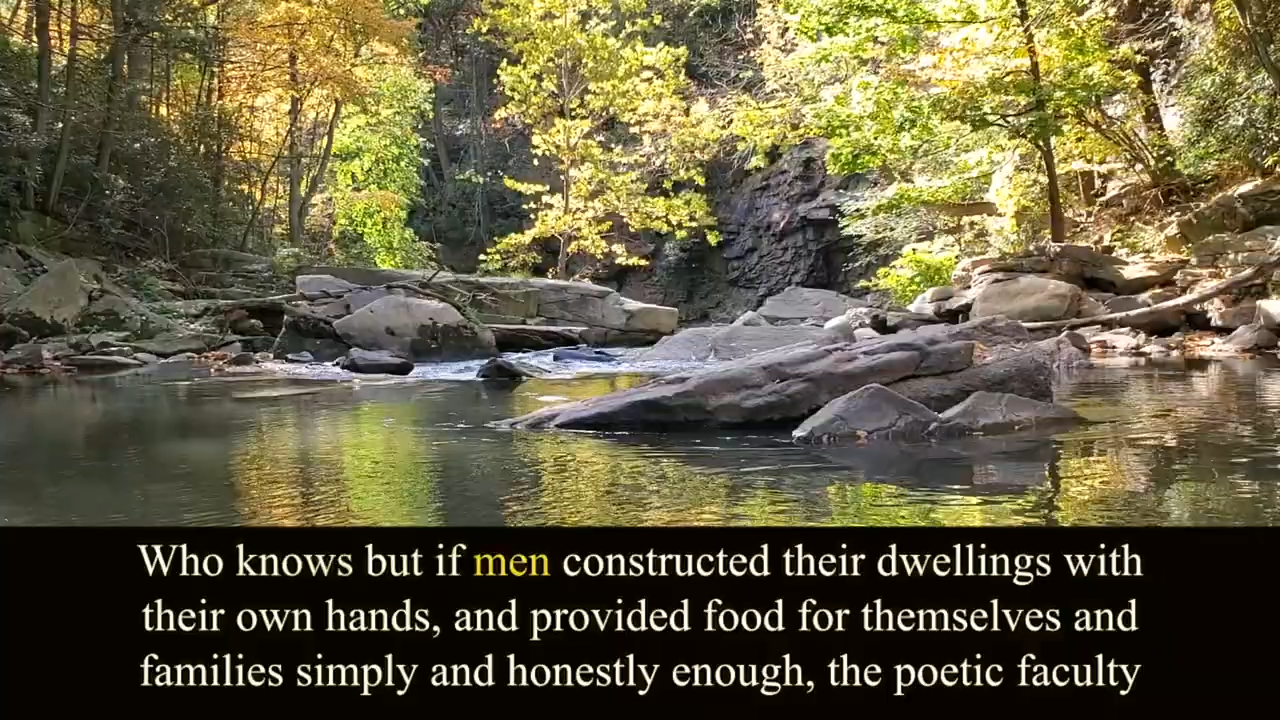 Who knows but if men constructed their dwellings with
their own hands, and provided food for themselves and
families simply and honestly enough, the poetic faculty